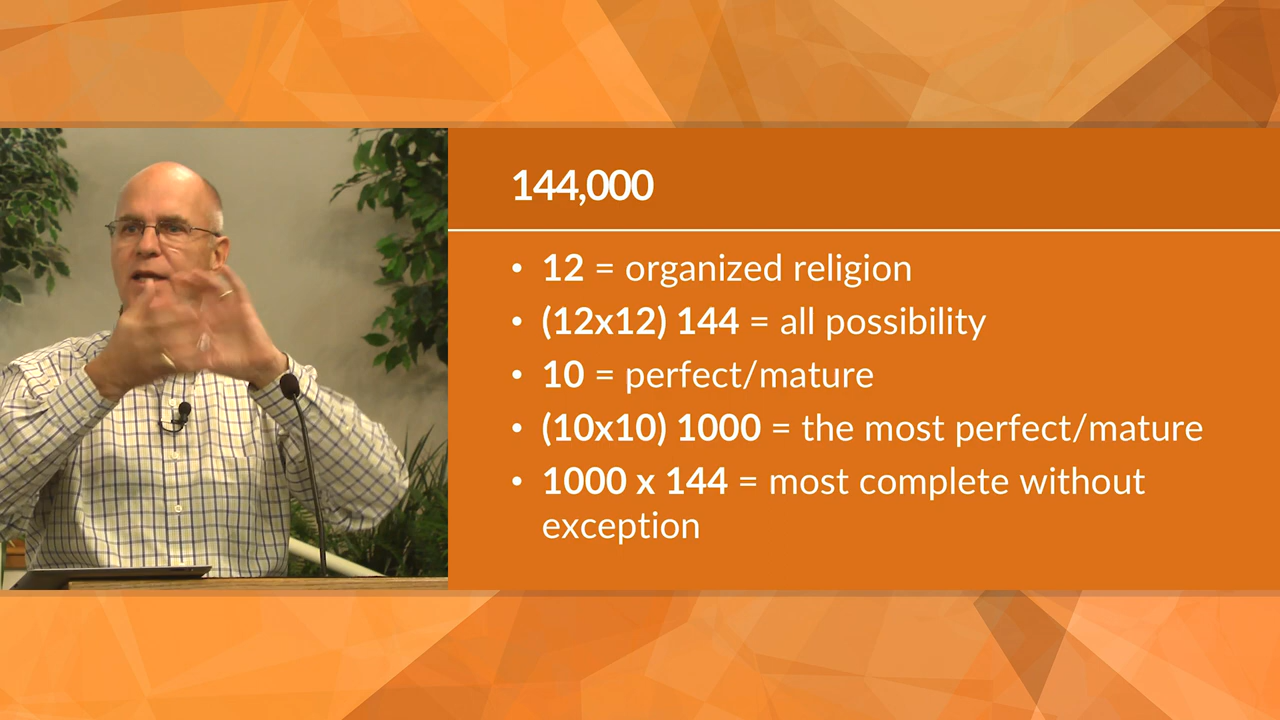 144,000
• 12 = organized religion
• (12x12) 144 = all possibility
• 10 = perfect/mature
• (10x10) 1000 = the most perfect/mature
• 1000 x 144 = most complete without
exception